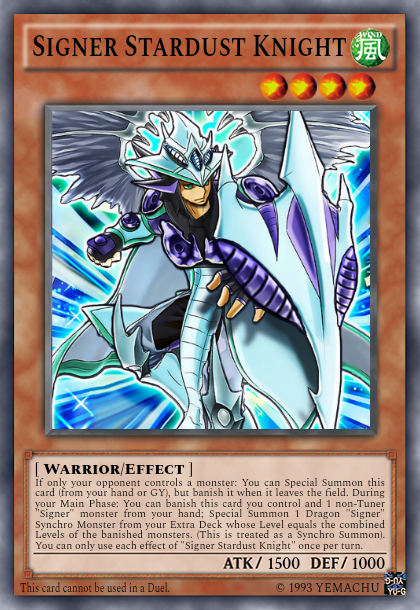 SIGNER STARDUST KNIGHT
WIND
風
[ WARRIOR/EFFECT ]
If only your opponent controls a monster: You can Special Summon this
card (from your hand or GY), but banish it when it leaves the field. During
your Main Phase: You can banish this card you control and 1 non-Tuner
"Signer" monster from your hand; Special Summon 1 Dragon "Signer"
Synchro Monster from your Extra Deck whose Level equals the combined
Levels of the banished monsters. (This is treated as a Synchro Summon).
You can only use each effect of "Signer Stardust Knight" once per turn.
ATK/ 1500 DEF/ 1000
This card cannot be used in a Duel.
© 1993 YEMACHU